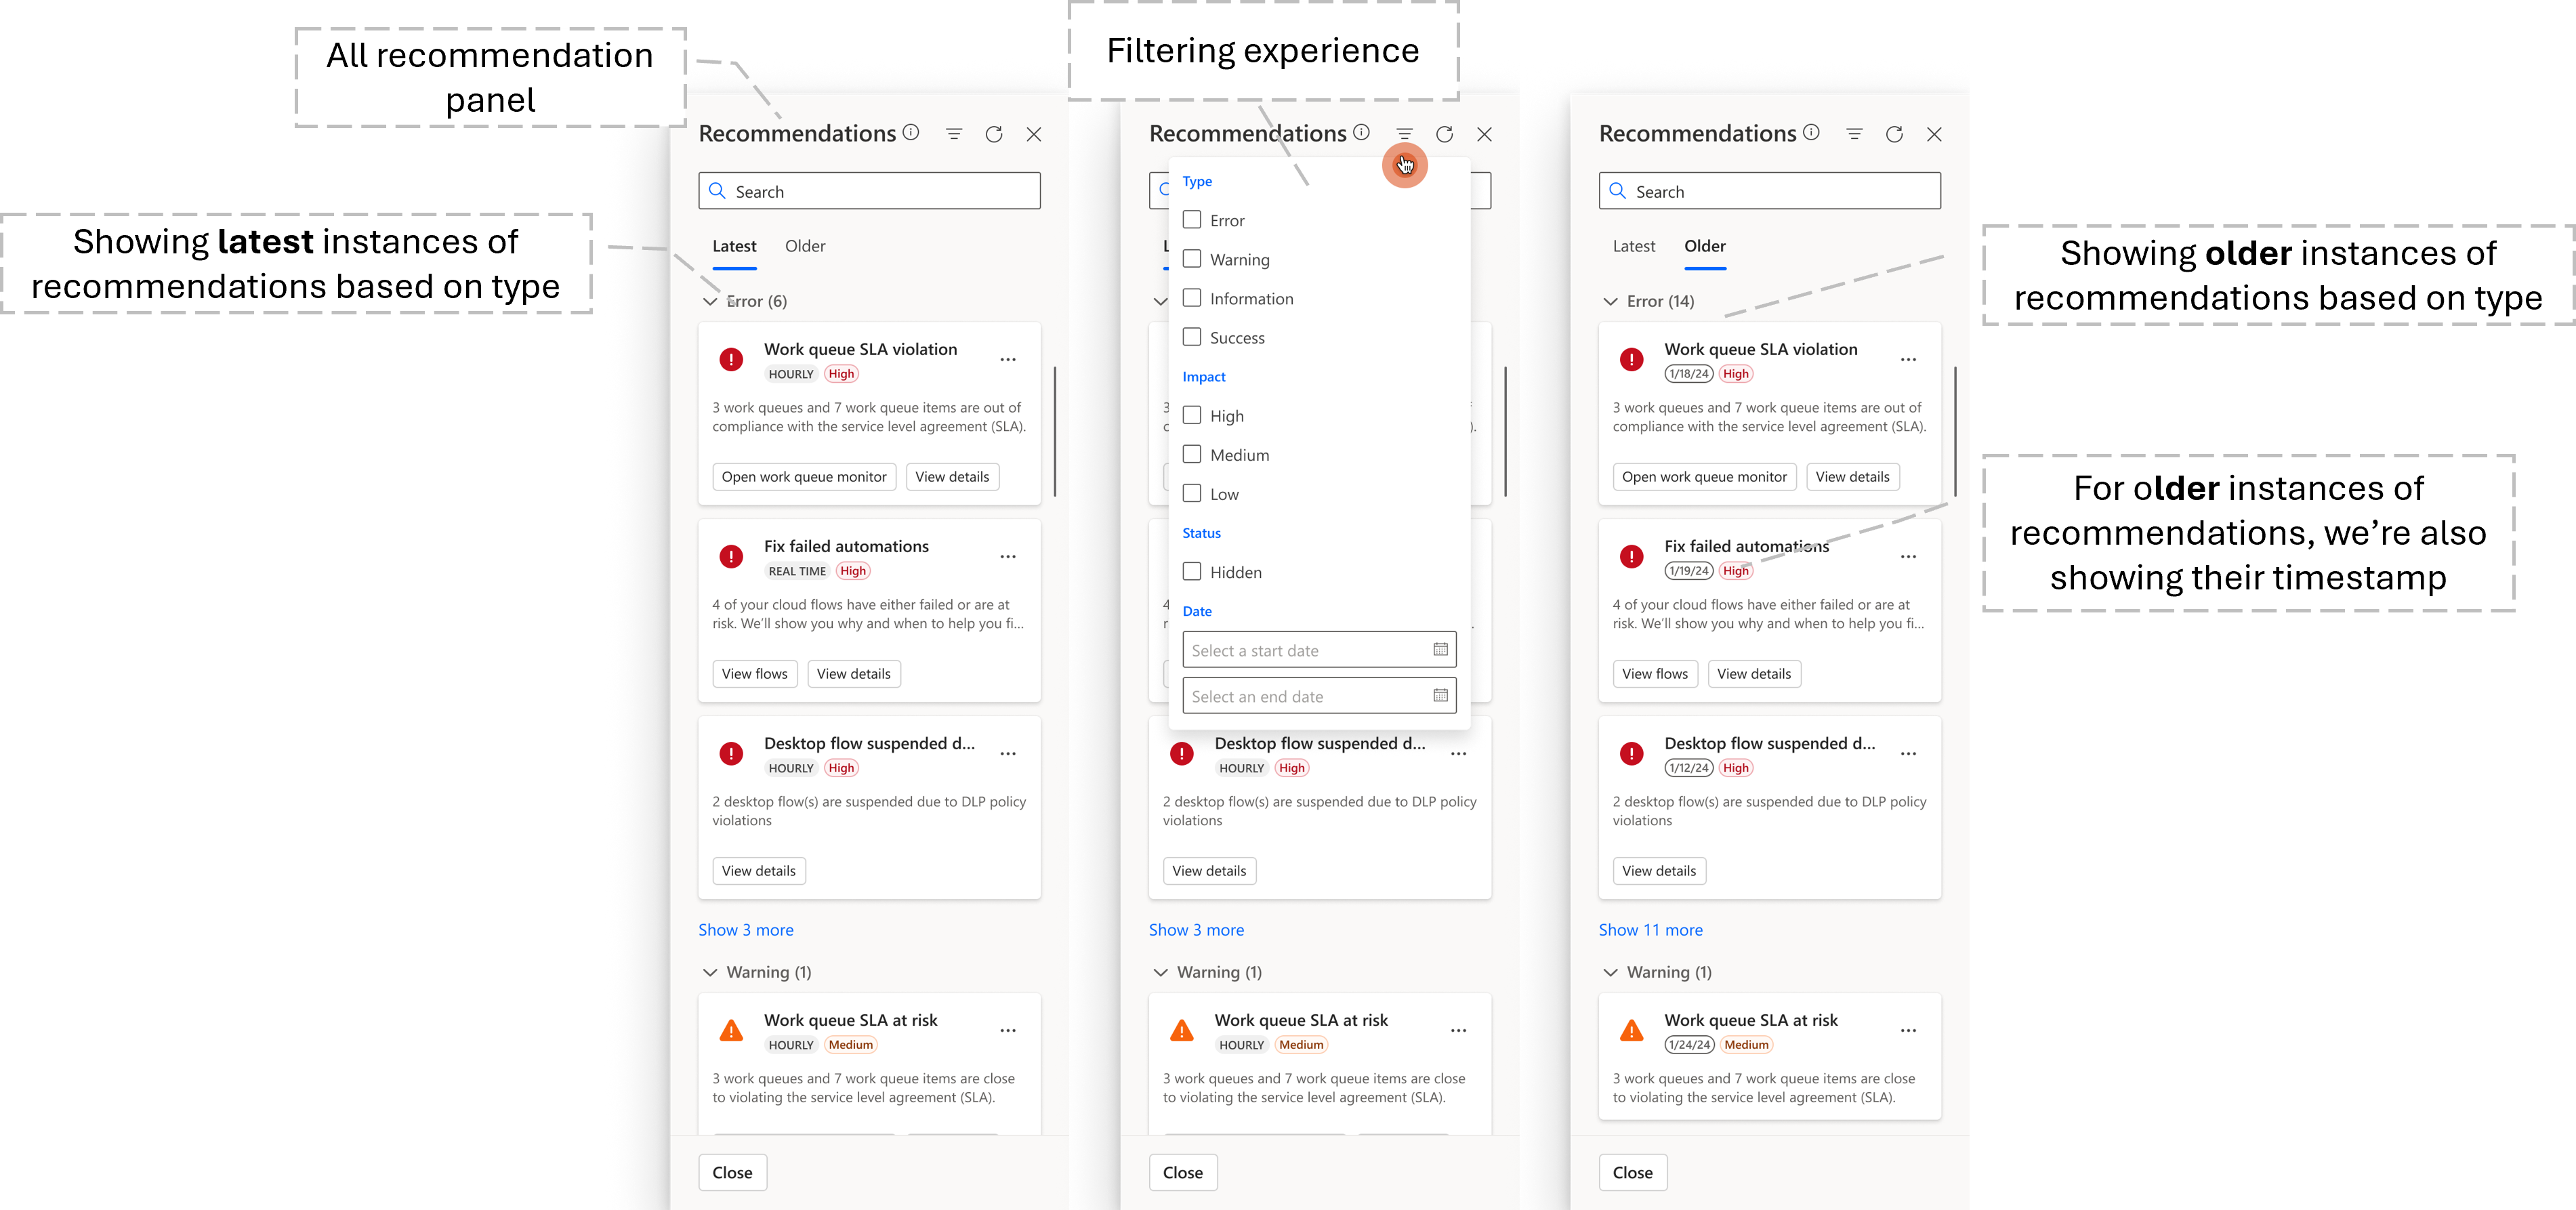 All recommendation
panel
Filtering experience
Showing latest instances of
recommendations based on type
Recommendations
Search
Latest Older
Error (6)
Work queue SLA violation
HOURLY High
3 work queues and 7 work queue items are out of
compliance with the service level agreement (SLA).
Open work queue monitor View details
Fix failed automations
REAL TIME High
4 of your cloud flows have either failed or are at
risk. We'll show you why and when to help you fi...
View flows View details
Desktop flow suspended d...
HOURLY High
2 desktop flow(s) are suspended due to DLP policy
violations
View details
Show 3 more
Warning (1)
Work queue SLA at risk
HOURLY Medium
3 work queues and 7 work queue items are close
to violating the service level agreement (SLA).
Close
Recommendations
Type
Error
Warning
Information
Success
Impact
High
Medium
Low
Status
Hidden
Date
Select a start date
Select an end date
Desktop flow suspended d...
HOURLY High
2 desktop flow(s) are suspended due to DLP policy
violations
View details
Show 3 more
Warning (1)
Work queue SLA at risk
HOURLY Medium
3 work queues and 7 work queue items are close
to violating the service level agreement (SLA).
Close
Recommendations
Search
Latest Older
Error (14)
Work queue SLA violation
1/18/24 High
3 work queues and 7 work queue items are out of
compliance with the service level agreement (SLA).
Open work queue monitor View details
Fix failed automations
1/19/24 High
4 of your cloud flows have either failed or are at
risk. We'll show you why and when to help you fi...
View flows View details
Desktop flow suspended d...
1/12/24 High
2 desktop flow(s) are suspended due to DLP policy
violations
View details
Show 11 more
Warning (1)
Work queue SLA at risk
1/24/24 Medium
3 work queues and 7 work queue items are close
to violating the service level agreement (SLA).
Close
Showing older instances of
recommendations based on type
For older instances of
recommendations, we're also
showing their timestamp